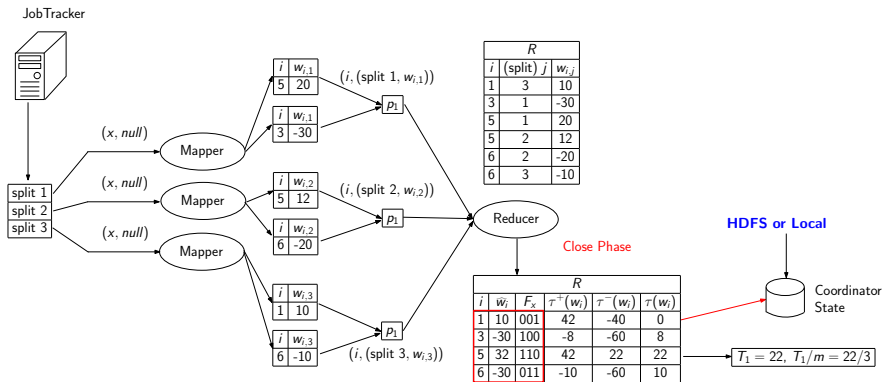 JobTracker
split 1
split 2
split 3
(x, null)
(x, null)
(x, null)
Mapper
Mapper
Mapper
i w_{i,1}
5 20
i w_{i,1}
3 -30
i w_{i,2}
5 12
i w_{i,2}
6 -20
i w_{i,3}
1 10
i w_{i,3}
6 -10
(i, (split 1, w_{i,1}))
p_1
(i, (split 2, w_{i,2}))
p_1
p_1
(i, (split 3, w_{i,3}))
R
i (split) j w_{i,j}
1 3 10
3 1 -30
5 1 20
5 2 12
6 2 -20
6 3 -10
Reducer
Close Phase
R
i ŵ_i F_x τ⁺(w_i) τ⁻(w_i) τ(w_i)
1 10 001 42 -40 0
3 -30 100 -8 -60 8
5 32 110 42 22 22
6 -30 011 -10 -60 10
HDFS or Local
Coordinator
State
T_1 = 22, T_1/m = 22/3